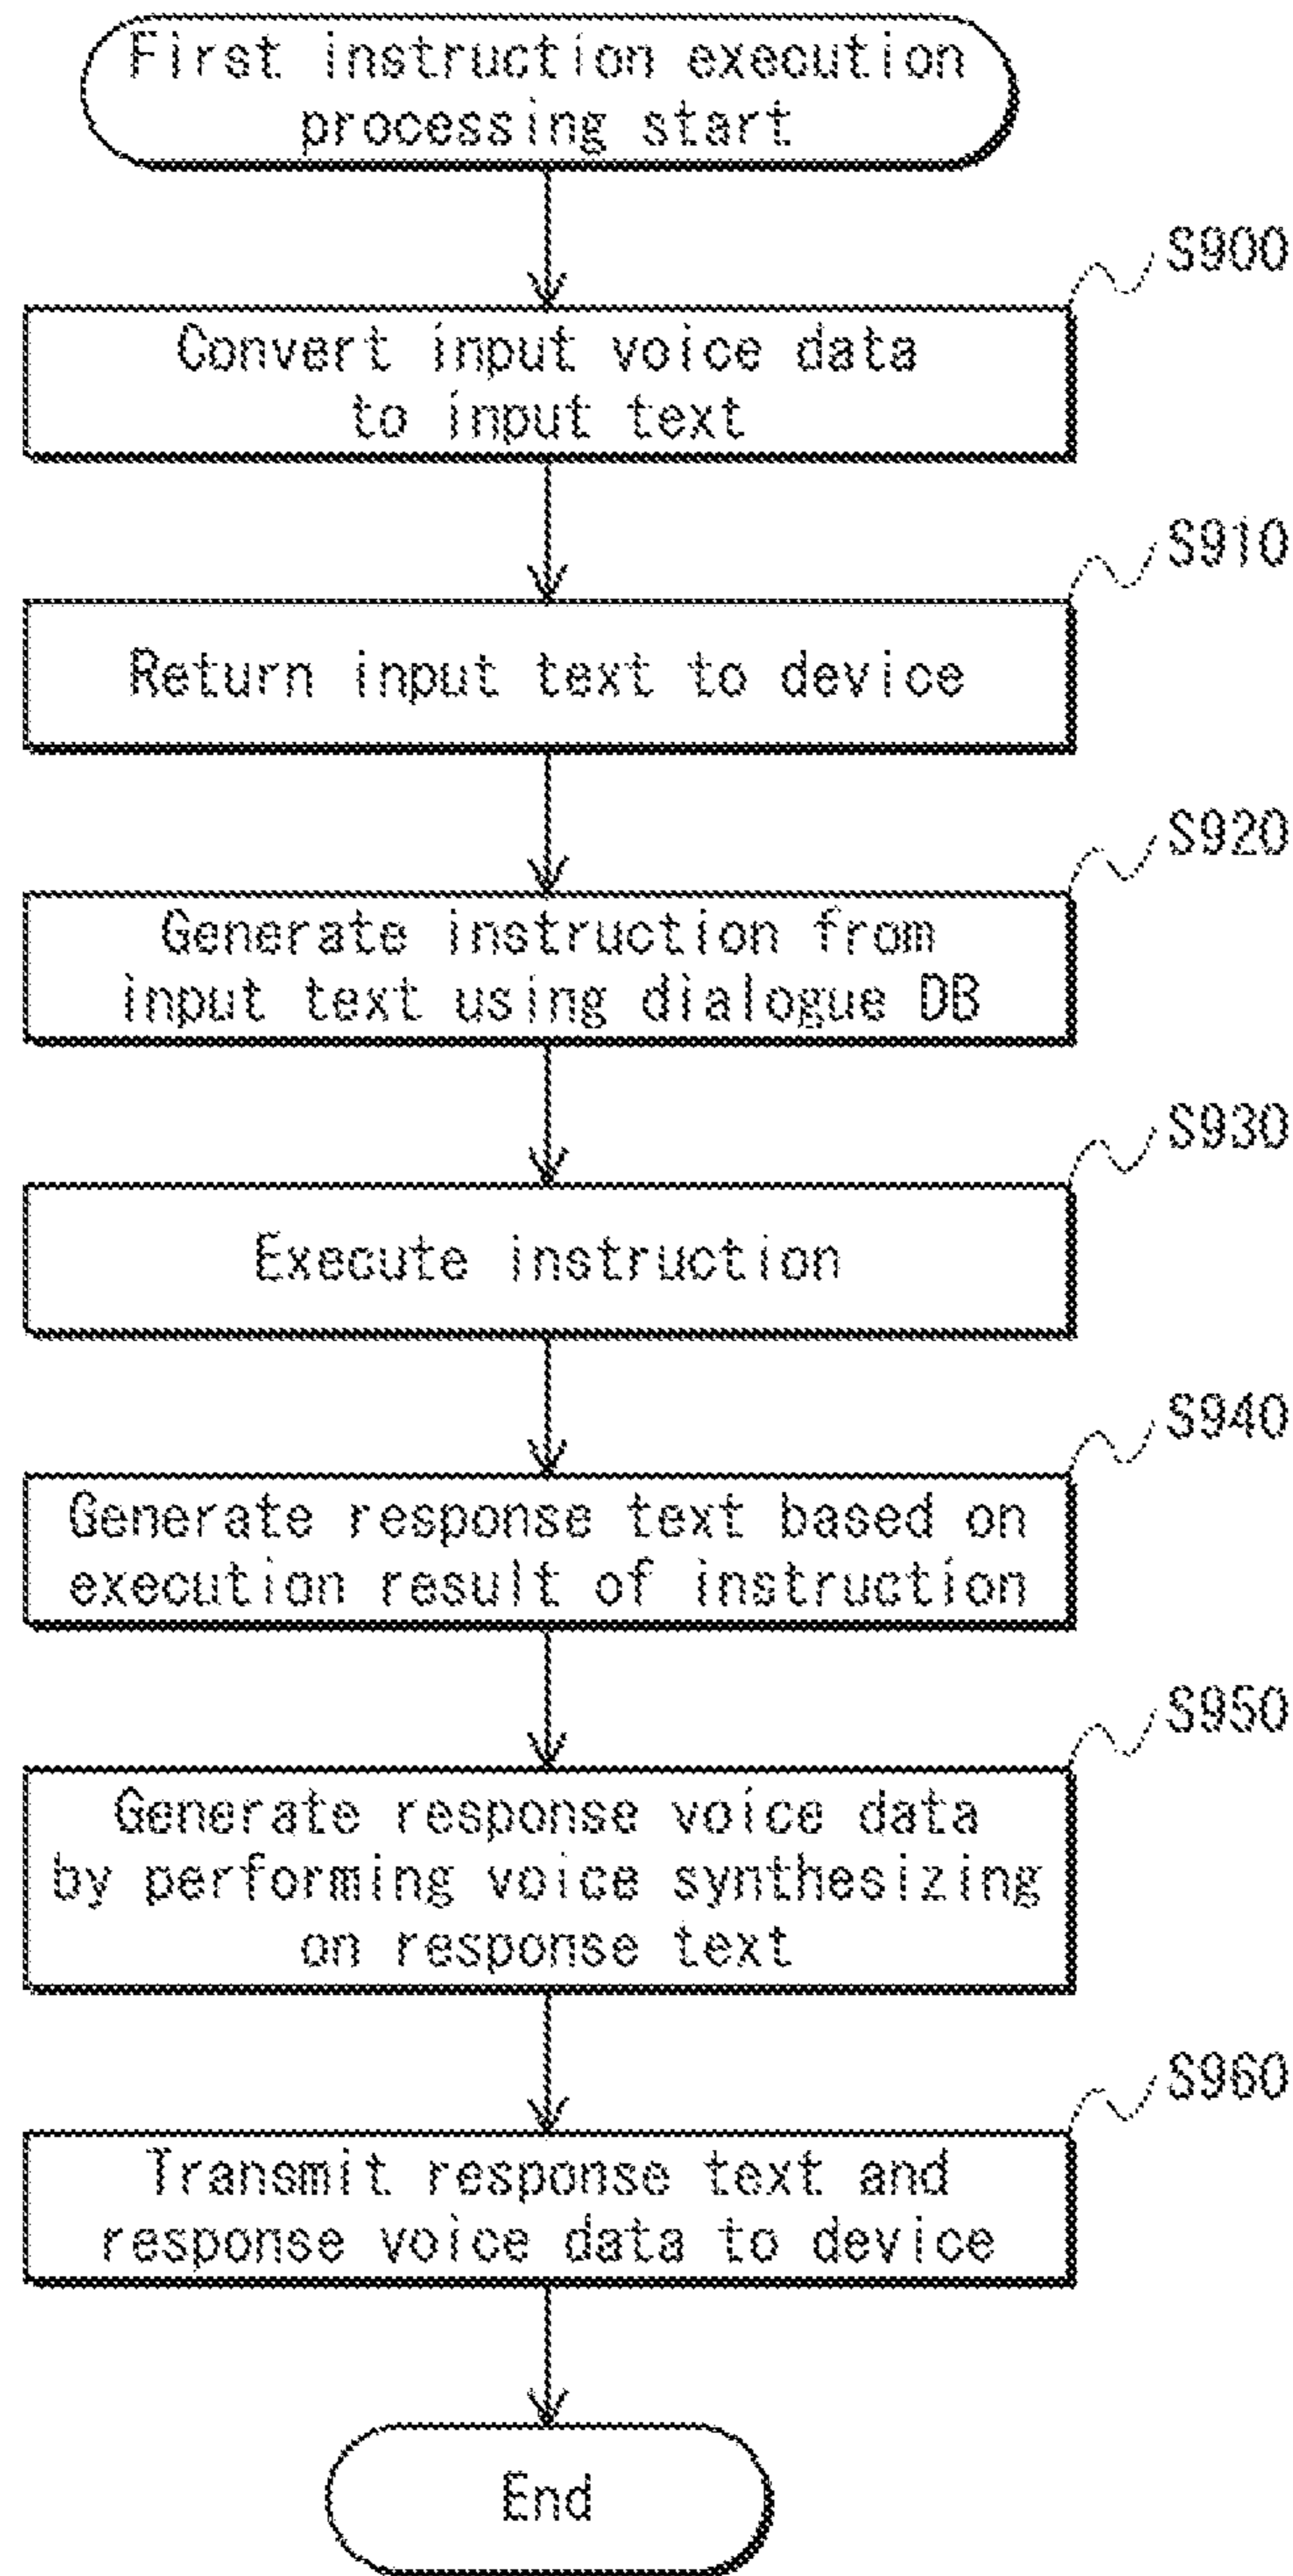 First instruction execution
processing start
S900
Convert input voice data
to input text
S910
Return input text to device
S920
Generate instruction from
input text using dialogue DB
S930
Execute instruction
S940
Generate response text based on
execution result of instruction
S950
Generate response voice data
by performing voice synthesizing
on response text
S960
Transmit response text and
response voice data to device
End